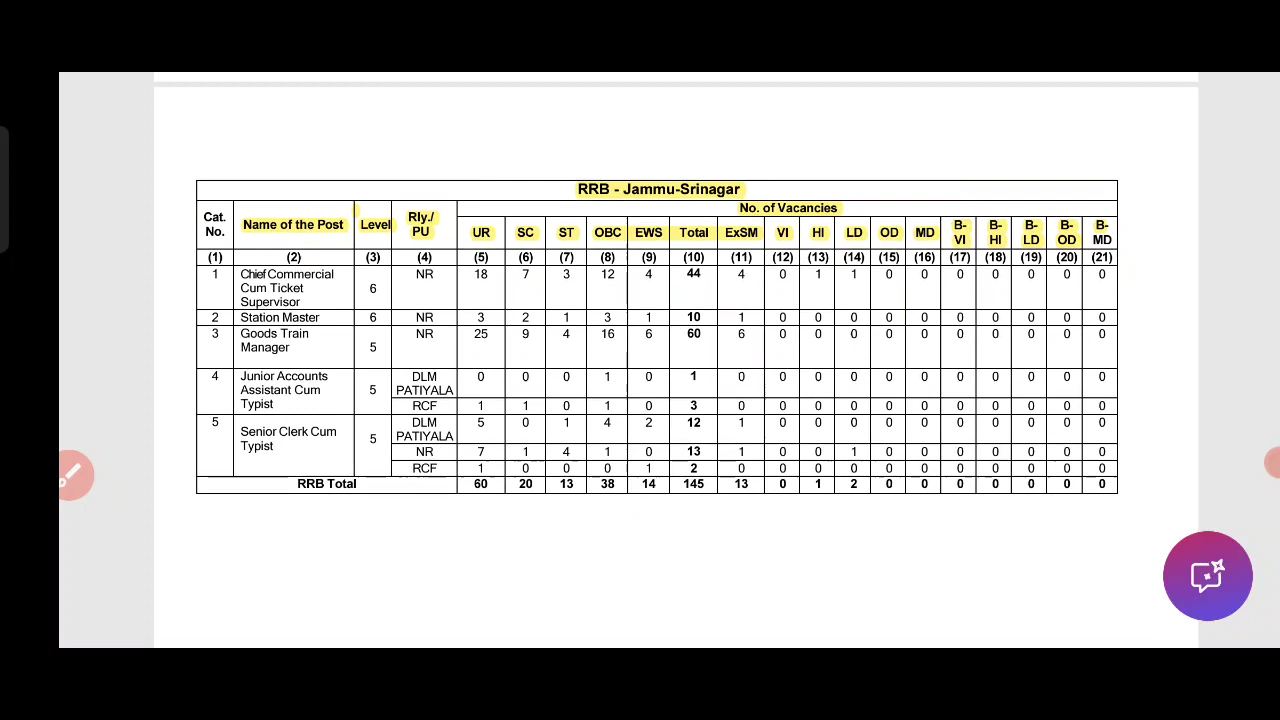 RRB - Jammu-Srinagar
Cat. No. Name of the Post Level Rly./ PU No. of Vacancies
UR SC ST OBC EWS Total ExSM VI HI LD OD MD B-VI B-HI B-LD B-OD B-MD
(1) (2) (3) (4) (5) (6) (7) (8) (9) (10) (11) (12) (13) (14) (15) (16) (17) (18) (19) (20) (21)
1 Chief Commercial Cum Ticket Supervisor 6 NR 18 7 3 12 4 44 4 0 1 1 0 0 0 0 0 0 0
2 Station Master 6 NR 3 2 1 3 1 10 1 0 0 0 0 0 0 0 0 0 0
3 Goods Train Manager 5 NR 25 9 4 16 6 60 6 0 0 0 0 0 0 0 0 0 0
4 Junior Accounts Assistant Cum Typist 5 DLM PATIYALA 0 0 0 1 0 1 0 0 0 0 0 0 0 0 0 0 0
RCF 1 1 0 1 0 3 0 0 0 0 0 0 0 0 0 0 0
5 Senior Clerk Cum Typist 5 DLM PATIYALA 5 0 1 4 2 12 1 0 0 0 0 0 0 0 0 0 0
NR 7 1 4 1 0 13 1 0 0 1 0 0 0 0 0 0 0
RCF 1 0 0 0 1 2 0 0 0 0 0 0 0 0 0 0 0
RRB Total 60 20 13 38 14 145 13 0 1 2 0 0 0 0 0 0 0